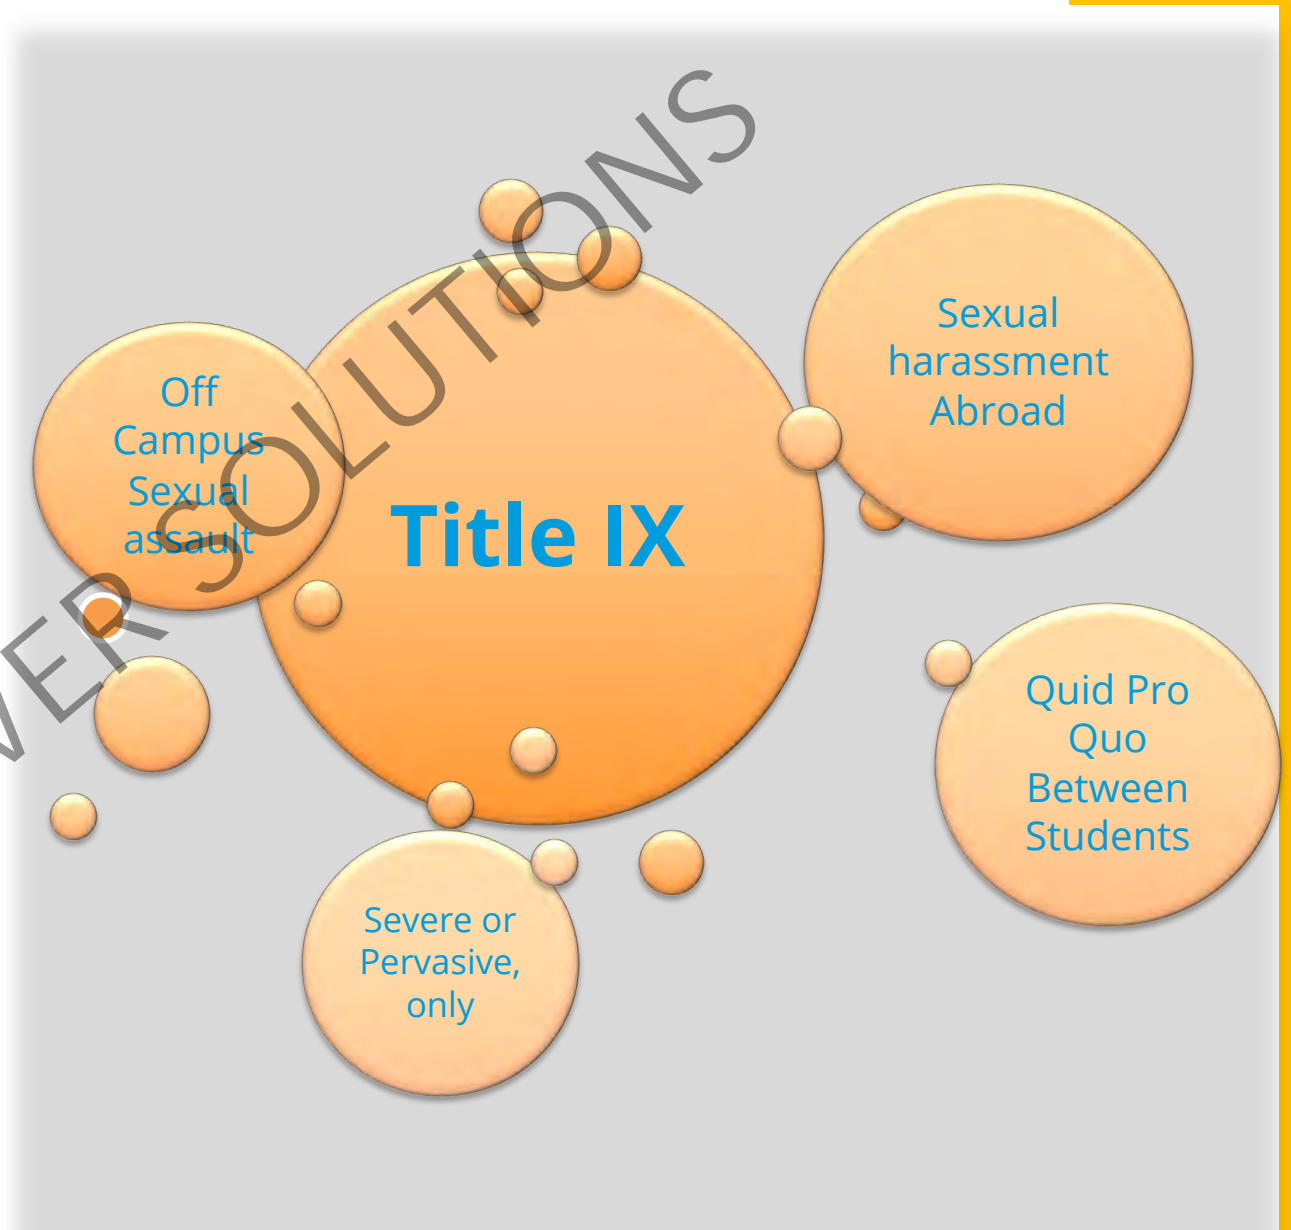 Title IX
Off
Campus
Sexual
assault
Sexual
harassment
Abroad
Quid Pro
Quo
Between
Students
Severe or
Pervasive,
only
VER SOLUTIONS